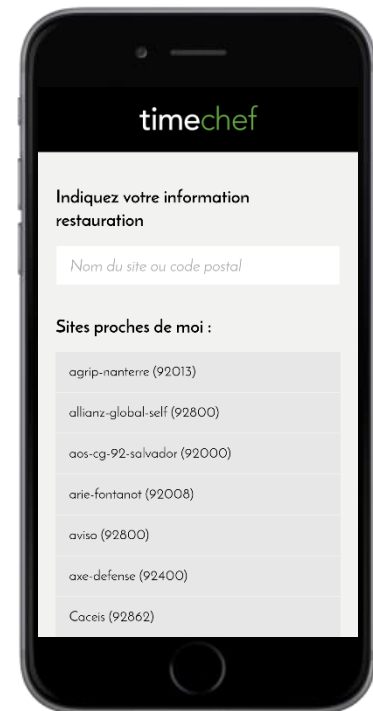 timechef
Indiquez votre information
restauration
Nom du site ou code postal
Sites proches de moi :
agrip-nanterre (92013)
allianz-global-self (92800)
aos-cg-92-salvador (92000)
arie-fontanot (92008)
aviso (92800)
axe-defense (92400)
Caceis (92862)